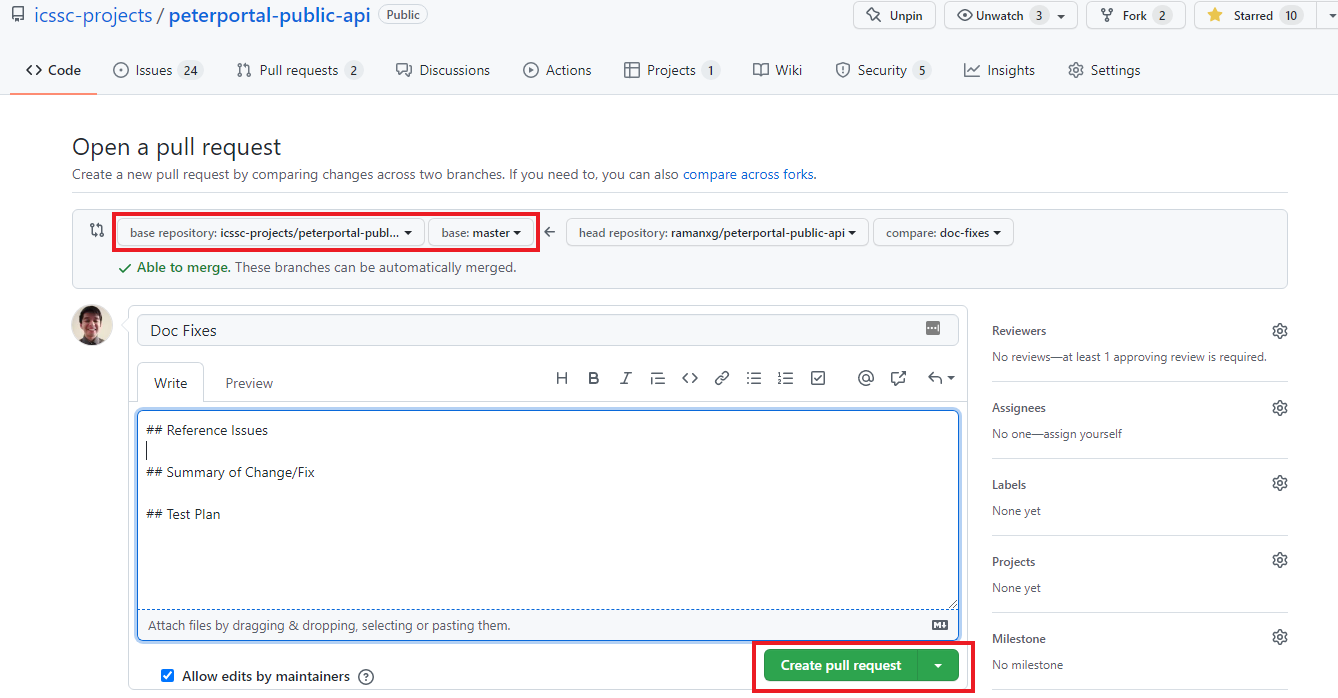 icssc-projects / peterportal-public-api Public
Unpin
Unwatch 3
Fork 2
Starred 10
Code
Issues 24
Pull requests 2
Discussions
Actions
Projects 1
Wiki
Security 5
Insights
Settings
Open a pull request
Create a new pull request by comparing changes across two branches. If you need to, you can also compare across forks.
base repository: icssc-projects/peterportal-publ...
base: master
head repository: ramanxg/peterportal-public-api
compare: doc-fixes
Able to merge. These branches can be automatically merged.
Doc Fixes
Write
Preview
## Reference Issues
## Summary of Change/Fix
## Test Plan
Attach files by dragging & dropping, selecting or pasting them.
Allow edits by maintainers
Create pull request
Reviewers
No reviews—at least 1 approving review is required.
Assignees
No one—assign yourself
Labels
None yet
Projects
None yet
Milestone
No milestone